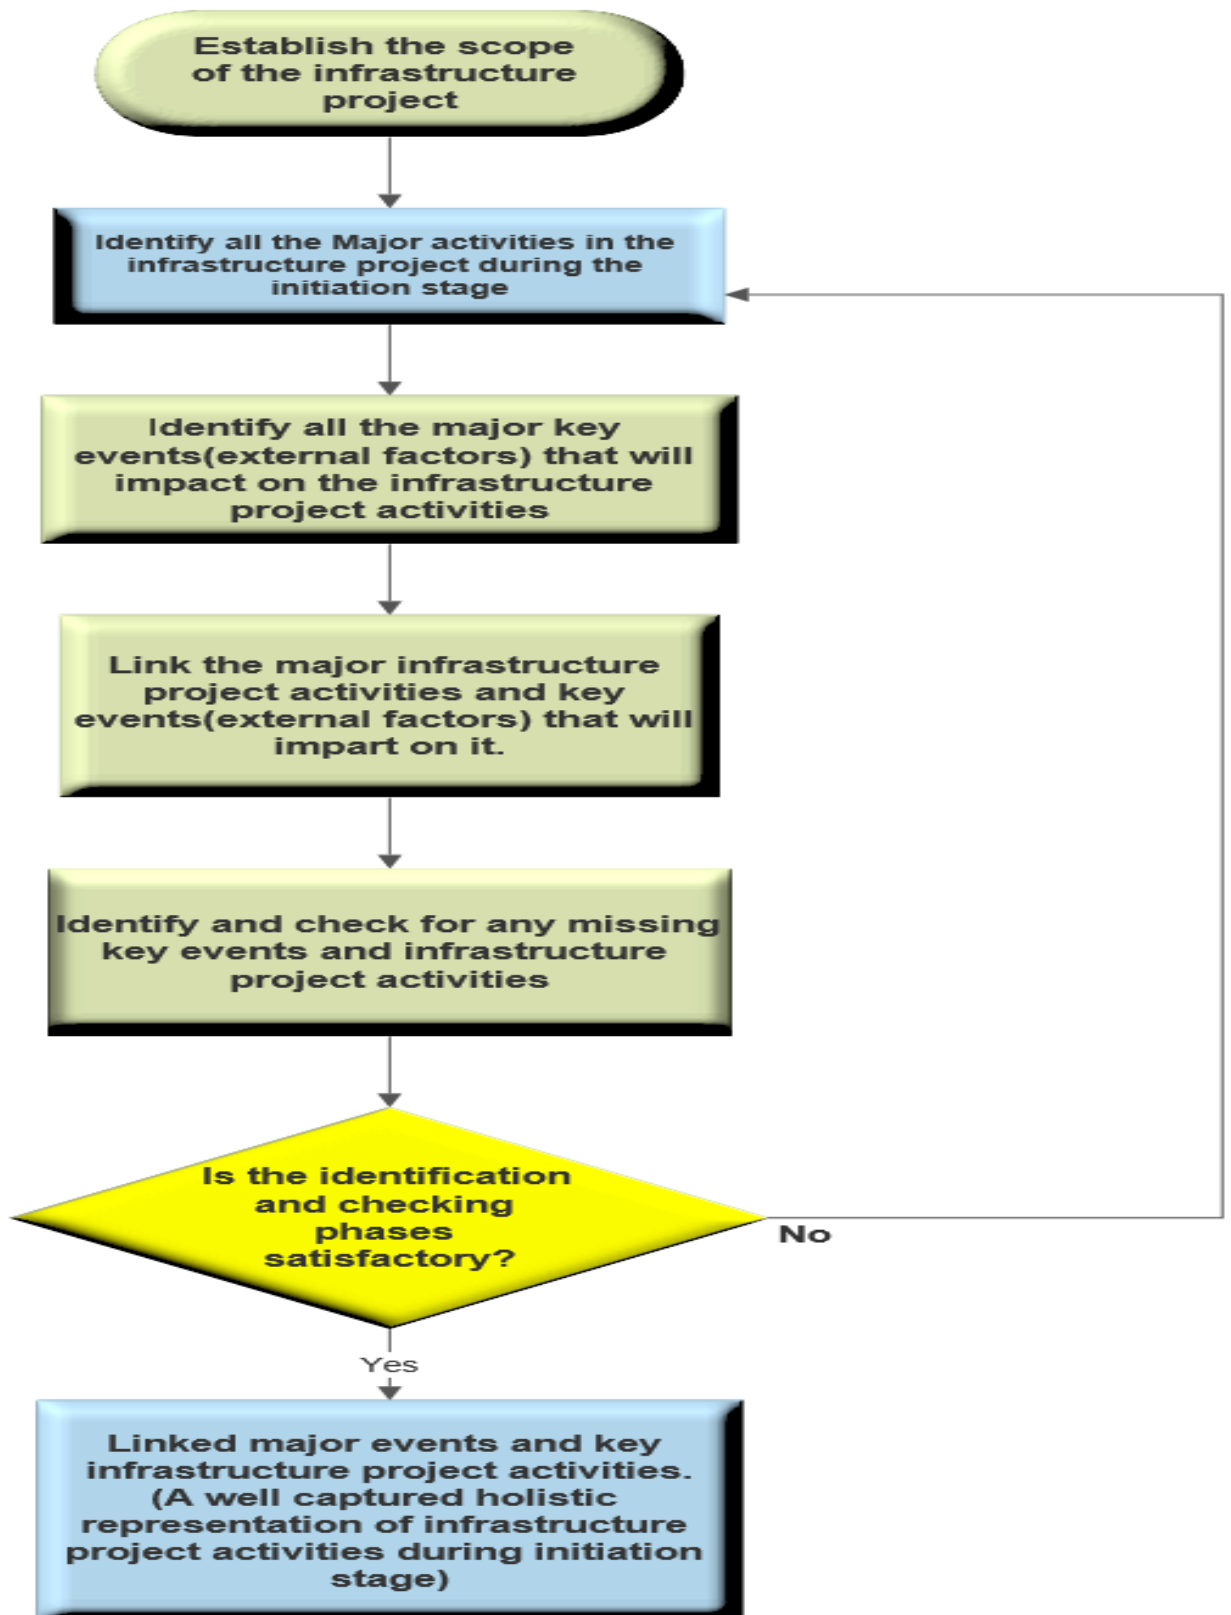 Establish the scope
of the infrastructure
project
Identify all the Major activities in the
infrastructure project during the
initiation stage
Identify all the major key
events(external factors) that will
impact on the infrastructure
project activities
Link the major infrastructure
project activities and key
events(external factors) that will
impart on it.
Identify and check for any missing
key events and infrastructure
project activities
Is the identification
and checking
phases
satisfactory?
No
Yes
Linked major events and key
infrastructure project activities.
(A well captured holistic
representation of infrastructure
project activities during initiation
stage)